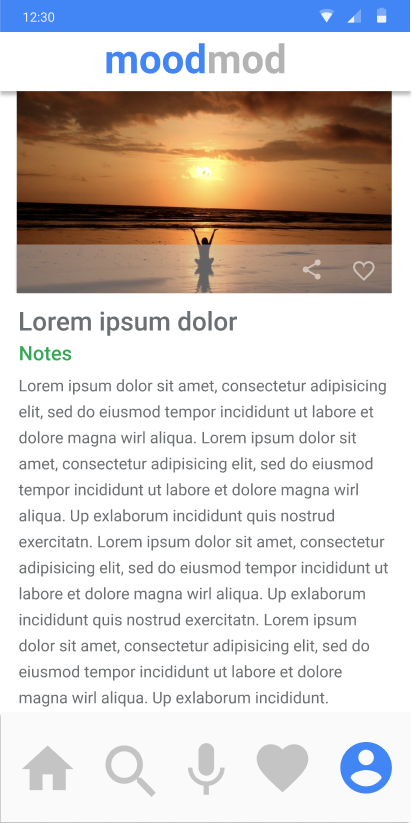 12:30
moodmod
Lorem ipsum dolor
Notes
Lorem ipsum dolor sit amet, consectetur adipisicing
elit, sed do eiusmod tempor incididunt ut labore et
dolore magna wirl aliqua. Lorem ipsum dolor sit
amet, consectetur adipisicing elit, sed do eiusmod
tempor incididunt ut labore et dolore magna wirl
aliqua. Up exlaborum incididunt quis nostrud
exercitatn. Lorem ipsum dolor sit amet, consectetur
adipisicing elit, sed do eiusmod tempor incididunt ut
labore et dolore magna wirl aliqua. Up exlaborum
incididunt quis nostrud exercitatn. Lorem ipsum
dolor sit amet, consectetur adipisicing elit, sed do
eiusmod tempor incididunt ut labore et dolore
magna wirl aliqua. Up exlaborum incididunt.